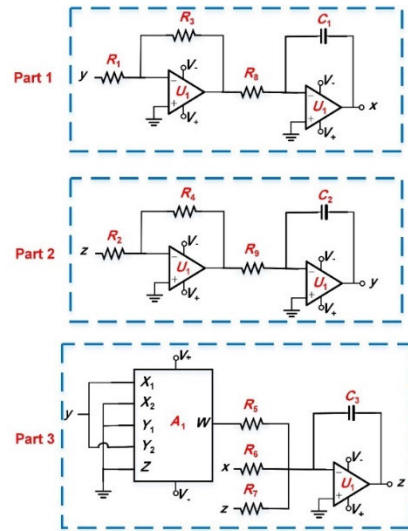 Part 1
y
R1
R3
V-
U1
V+
R8
C1
V-
U1
V+
x
Part 2
z
R2
R4
V-
U1
V+
R9
C2
V-
U1
V+
y
Part 3
y
V+
X1
X2
Y1
Y2
Z
A1
W
V-
R5
x
R6
z
R7
C3
V-
U1
V+
z